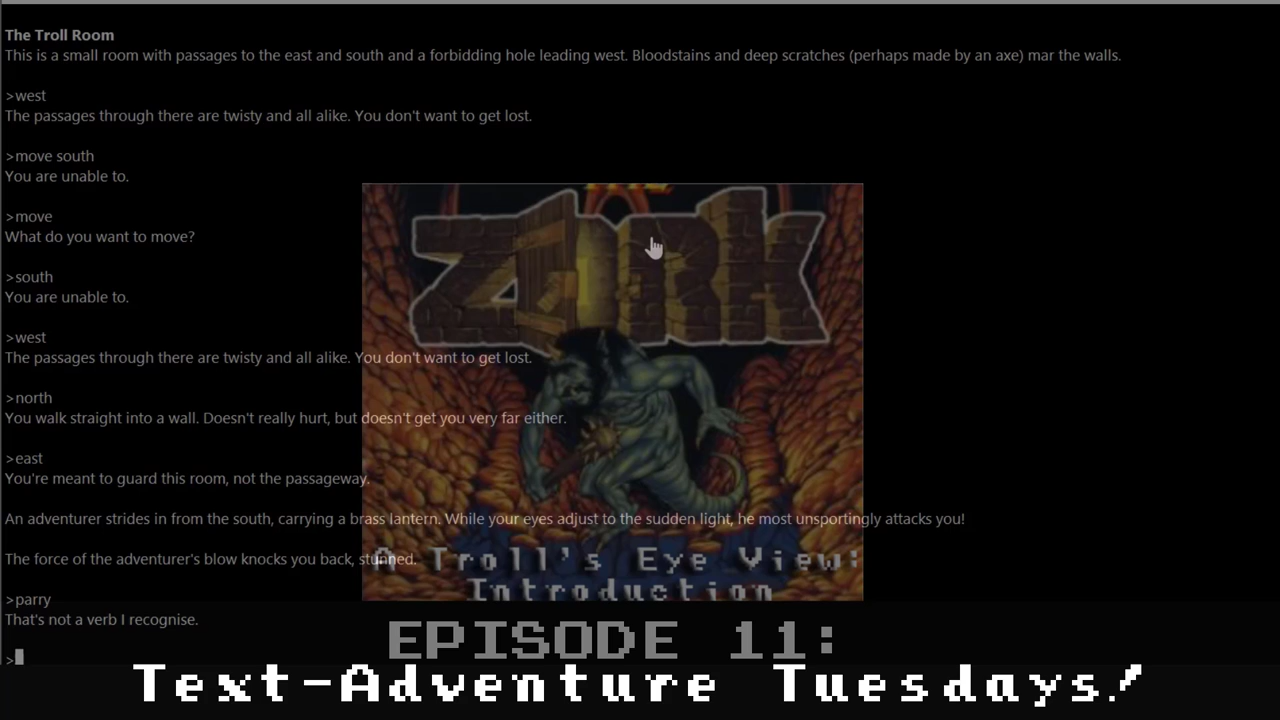 The Troll Room
This is a small room with passages to the east and south and a forbidding hole leading west. Bloodstains and deep scratches (perhaps made by an axe) mar the walls.
>west
The passages through there are twisty and all alike. You don't want to get lost.
>move south
You are unable to.
>move
What do you want to move?
>south
You are unable to.
>west
The passages through there are twisty and all alike. You don't want to get lost.
>north
You walk straight into a wall. Doesn't really hurt, but doesn't get you very far either.
>east
You're meant to guard this room, not the passageway.
An adventurer strides in from the south, carrying a brass lantern. While your eyes adjust to the sudden light, he most unsportingly attacks you!
The force of the adventurer's blow knocks you back, stunned.
>parry
That's not a verb I recognise.
>
ZORK
A Troll's Eye View:
Introduction
EPISODE 11:
Text-Adventure Tuesdays!